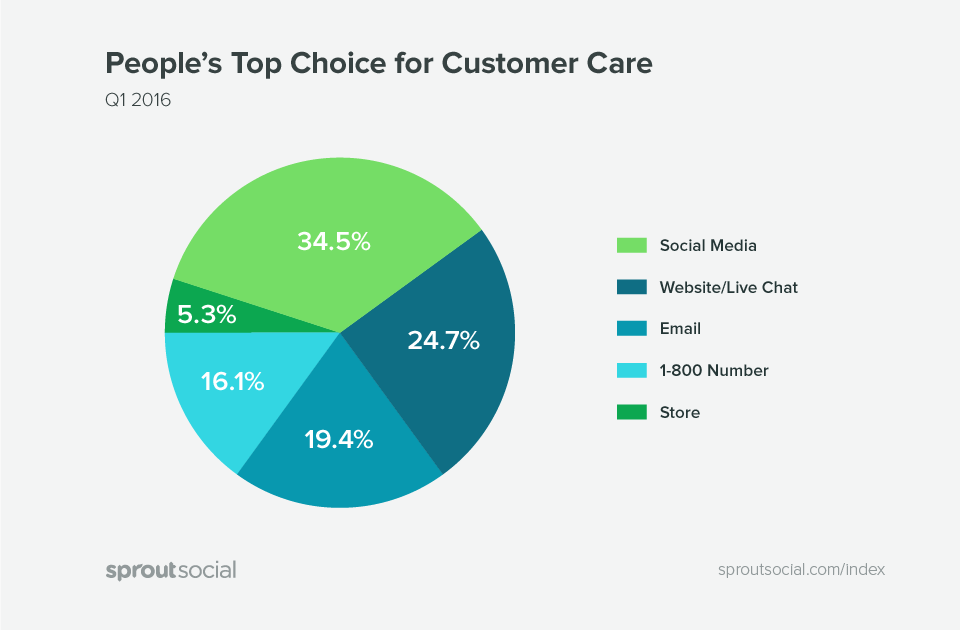 People’s Top Choice for Customer Care
Q1 2016
34.5%
5.3%
24.7%
16.1%
19.4%
Social Media
Website/Live Chat
Email
1-800 Number
Store
sproutsocial
sproutsocial.com/index